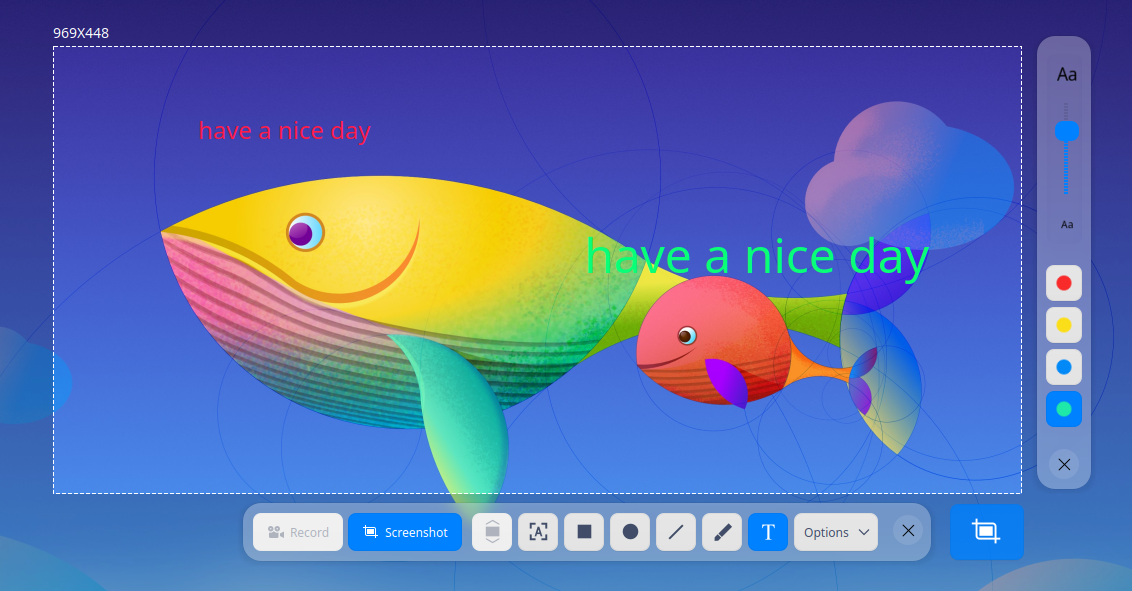 969X448
Aa
have a nice day
have a nice day
Aa
Record
Screenshot
A
T
Options